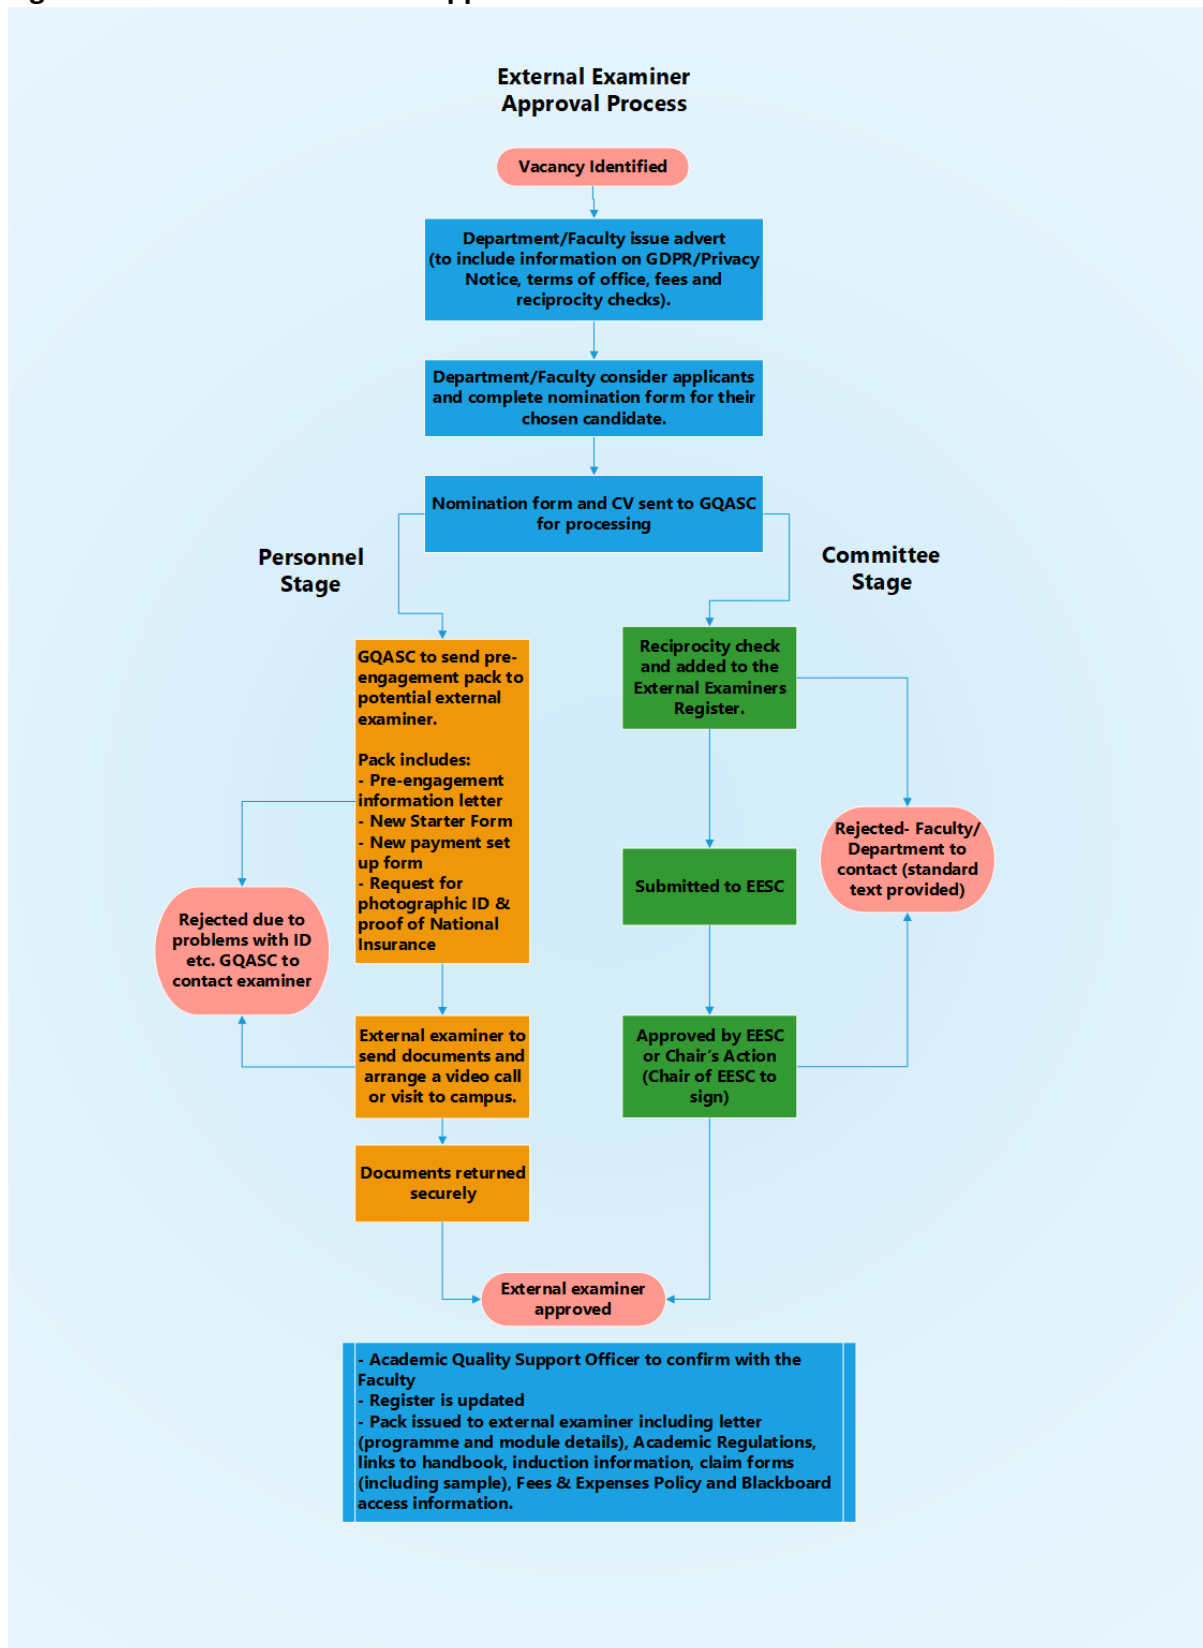 External Examiner
Approval Process
Vacancy Identified
Department/Faculty issue advert
(to include information on GDPR/Privacy
Notice, terms of office, fees and
reciprocity checks).
Department/Faculty consider applicants
and complete nomination form for their
chosen candidate.
Nomination form and CV sent to GQASC
for processing
Personnel
Stage
Committee
Stage
GQASC to send pre-
engagement pack to
potential external
examiner.
Pack includes:
- Pre-engagement
information letter
- New Starter Form
- New payment set
up form
- Request for
photographic ID &
proof of National
Insurance
Reciprocity check
and added to the
External Examiners
Register.
Rejected- Faculty/
Department to
contact (standard
text provided)
Submitted to EESC
Rejected due to
problems with ID
etc. GQASC to
contact examiner
External examiner to
send documents and
arrange a video call
or visit to campus.
Approved by EESC
or Chair's Action
(Chair of EESC to
sign)
Documents returned
securely
External examiner
approved
- Academic Quality Support Officer to confirm with the
Faculty
- Register is updated
- Pack issued to external examiner including letter
(programme and module details), Academic Regulations,
links to handbook, induction information, claim forms
(including sample), Fees & Expenses Policy and Blackboard
access information.